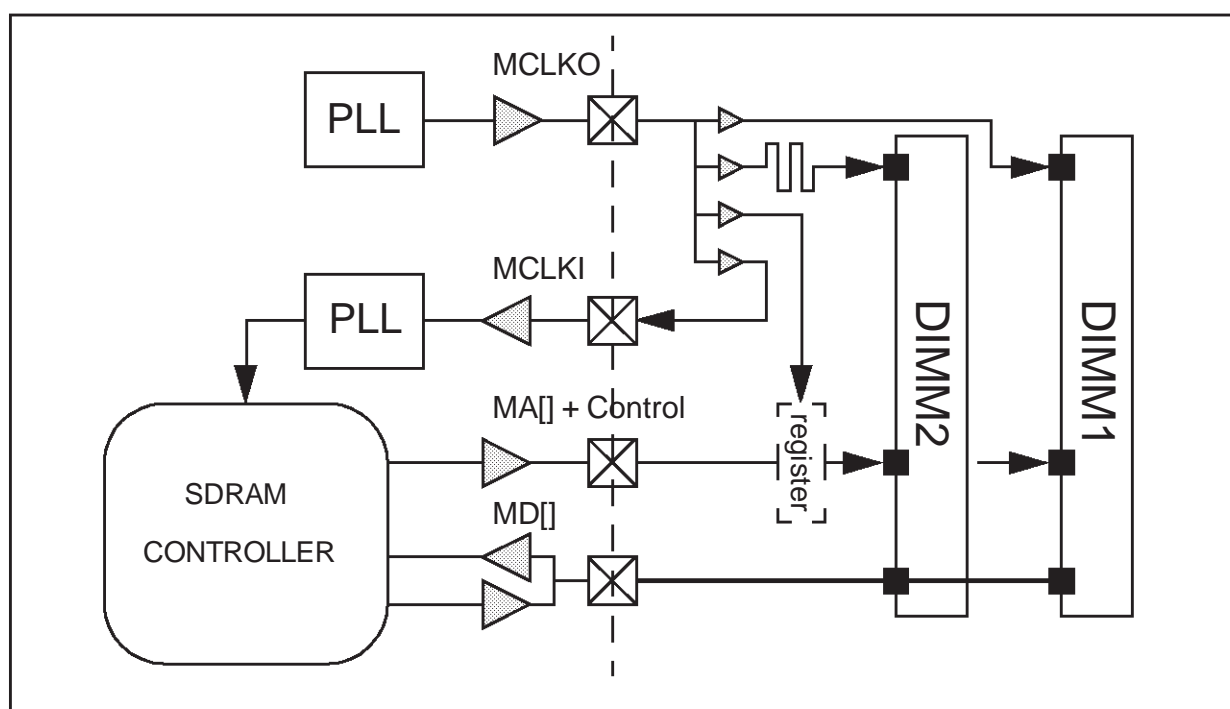 MCLKO
PLL
MCLKI
PLL
MA[] + Control
register
DIMM2
DIMM1
MD[]
SDRAM
CONTROLLER